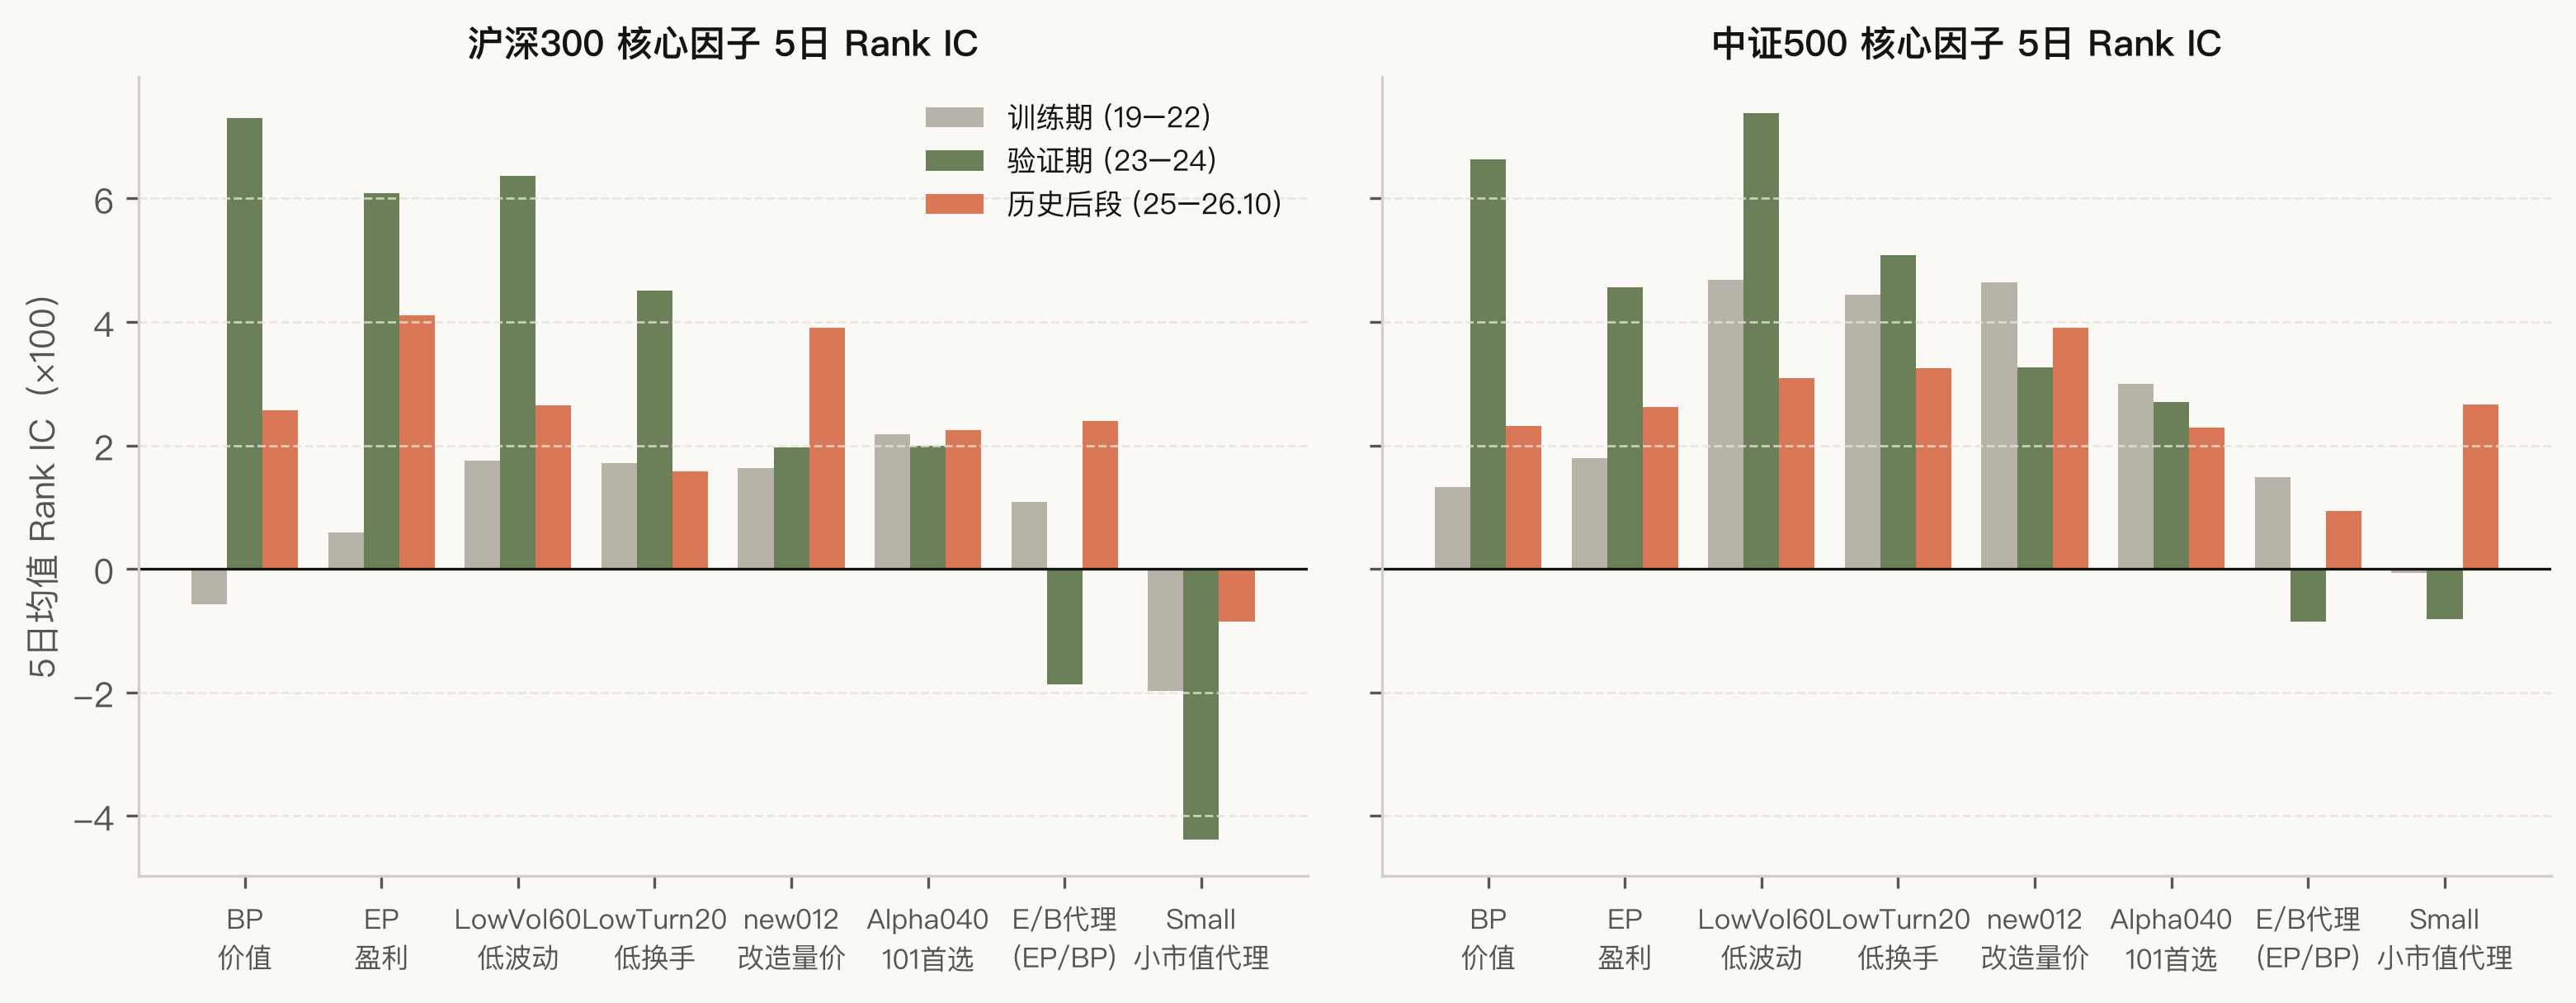 沪深300 核心因子 5日 Rank IC
训练期 (19—22)
验证期 (23—24)
历史后段 (25—26.10)
5日均值 Rank IC（×100）
6
4
2
0
−2
−4
BP
价值
EP
盈利
LowVol60
低波动
LowTurn20
低换手
new012
改造量价
Alpha040
101首选
E/B代理
(EP/BP)
Small
小市值代理
中证500 核心因子 5日 Rank IC
BP
价值
EP
盈利
LowVol60
低波动
LowTurn20
低换手
new012
改造量价
Alpha040
101首选
E/B代理
(EP/BP)
Small
小市值代理